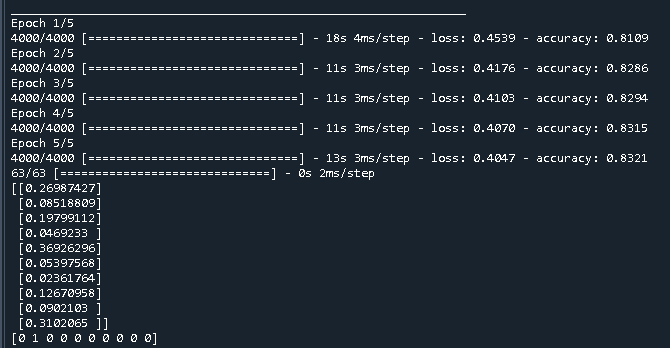 Epoch 1/5
4000/4000 [==============================] - 18s 4ms/step - loss: 0.4539 - accuracy: 0.8109
Epoch 2/5
4000/4000 [==============================] - 11s 3ms/step - loss: 0.4176 - accuracy: 0.8286
Epoch 3/5
4000/4000 [==============================] - 11s 3ms/step - loss: 0.4103 - accuracy: 0.8294
Epoch 4/5
4000/4000 [==============================] - 11s 3ms/step - loss: 0.4070 - accuracy: 0.8315
Epoch 5/5
4000/4000 [==============================] - 13s 3ms/step - loss: 0.4047 - accuracy: 0.8321
63/63 [==============================] - 0s 2ms/step
[[0.26987427]
 [0.08518809]
 [0.19799112]
 [0.0469233 ]
 [0.36926296]
 [0.05397568]
 [0.02361764]
 [0.12670958]
 [0.0902103 ]
 [0.3102065 ]]
[0 1 0 0 0 0 0 0 0 0]